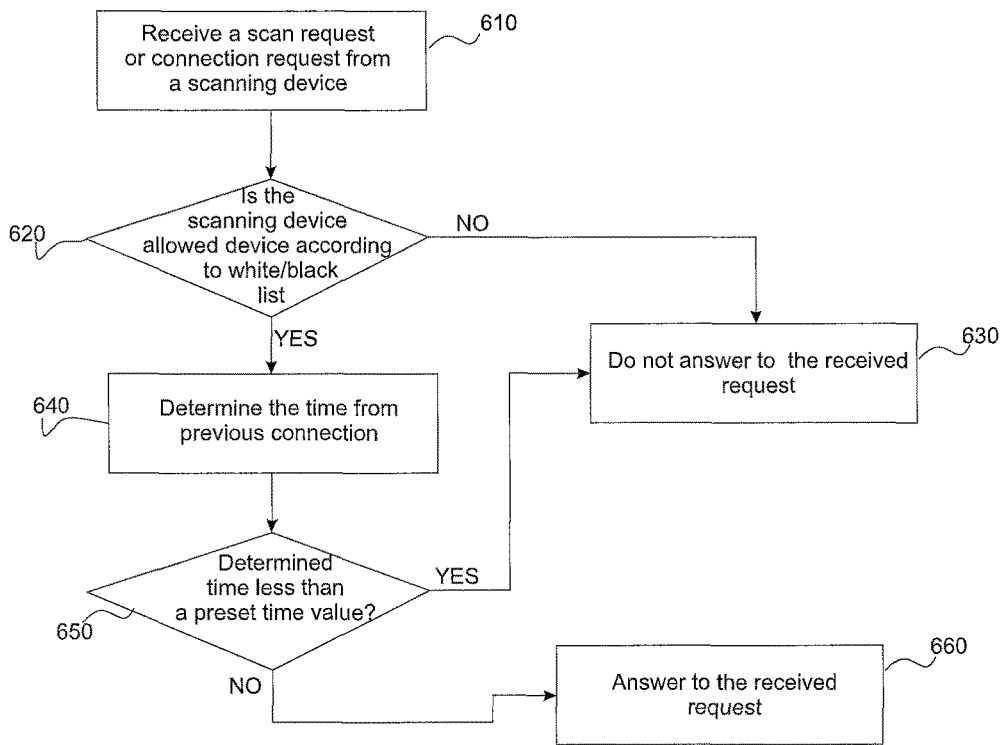 Receive a scan request
or connection request from
a scanning device
610
Is the
scanning device
allowed device according
to white/black
list
620
NO
YES
Do not answer to the received
request
630
640
Determine the time from
previous connection
Determined
time less than
a preset time value?
YES
650
NO
660
Answer to the received
request